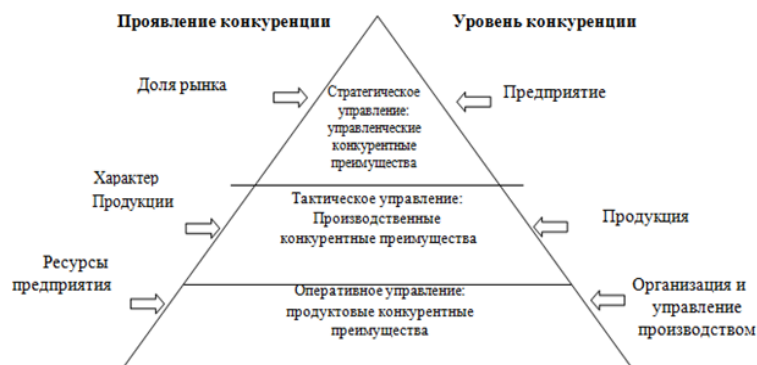 Проявление конкуренции
Уровень конкуренции
Доля рынка
Стратегическое
управление:
управленческие
конкурентные
преимущества
Предприятие
Характер
Продукции
Тактическое управление:
Производственные
конкурентные преимущества
Продукция
Ресурсы
предприятия
Оперативное управление:
продуктовые конкурентные
преимущества
Организация и
управление
производством